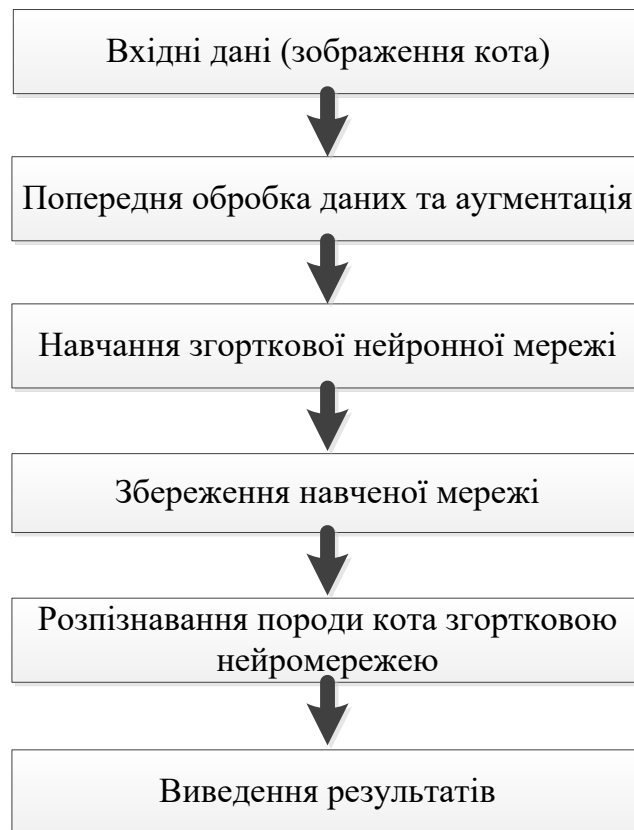 Вхідні дані (зображення кота)
Попередня обробка даних та аугментація
Навчання згорткової нейронної мережі
Збереження навченої мережі
Розпізнавання породи кота згортковою
нейромережею
Виведення результатів